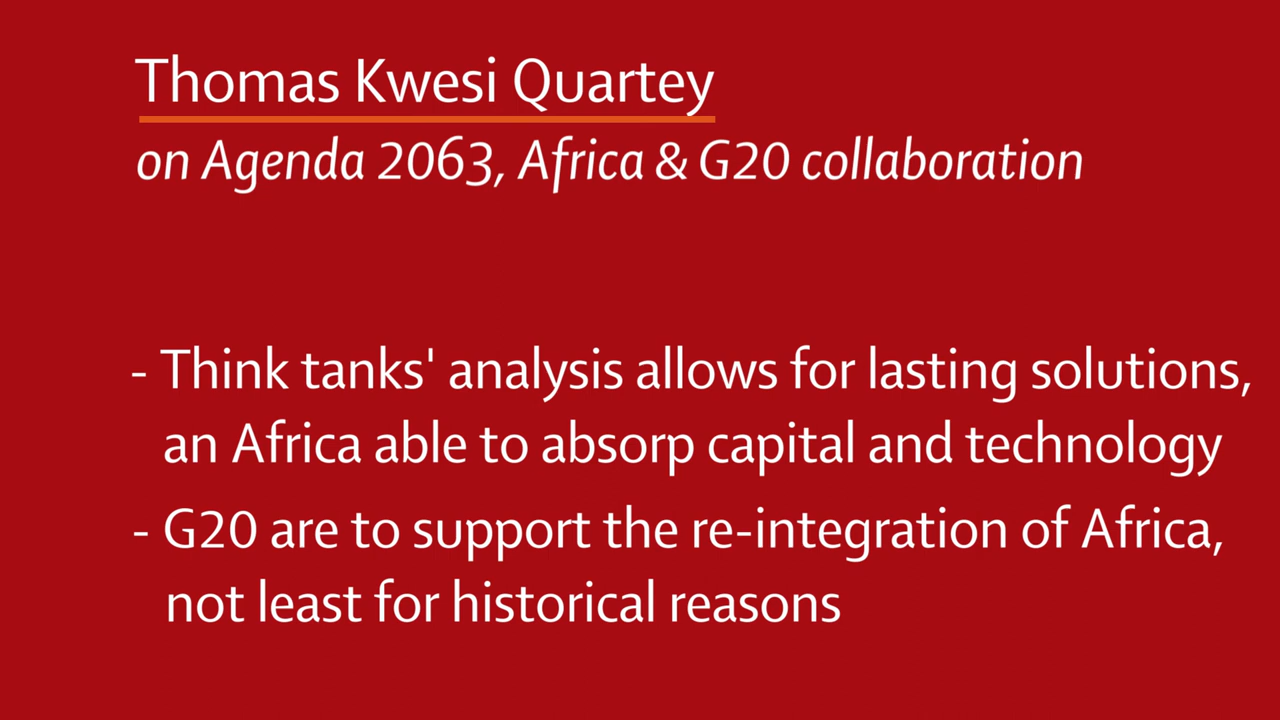 Thomas Kwesi Quartey
on Agenda 2063, Africa & G20 collaboration
- Think tanks' analysis allows for lasting solutions,
an Africa able to absorp capital and technology
- G20 are to support the re-integration of Africa,
not least for historical reasons